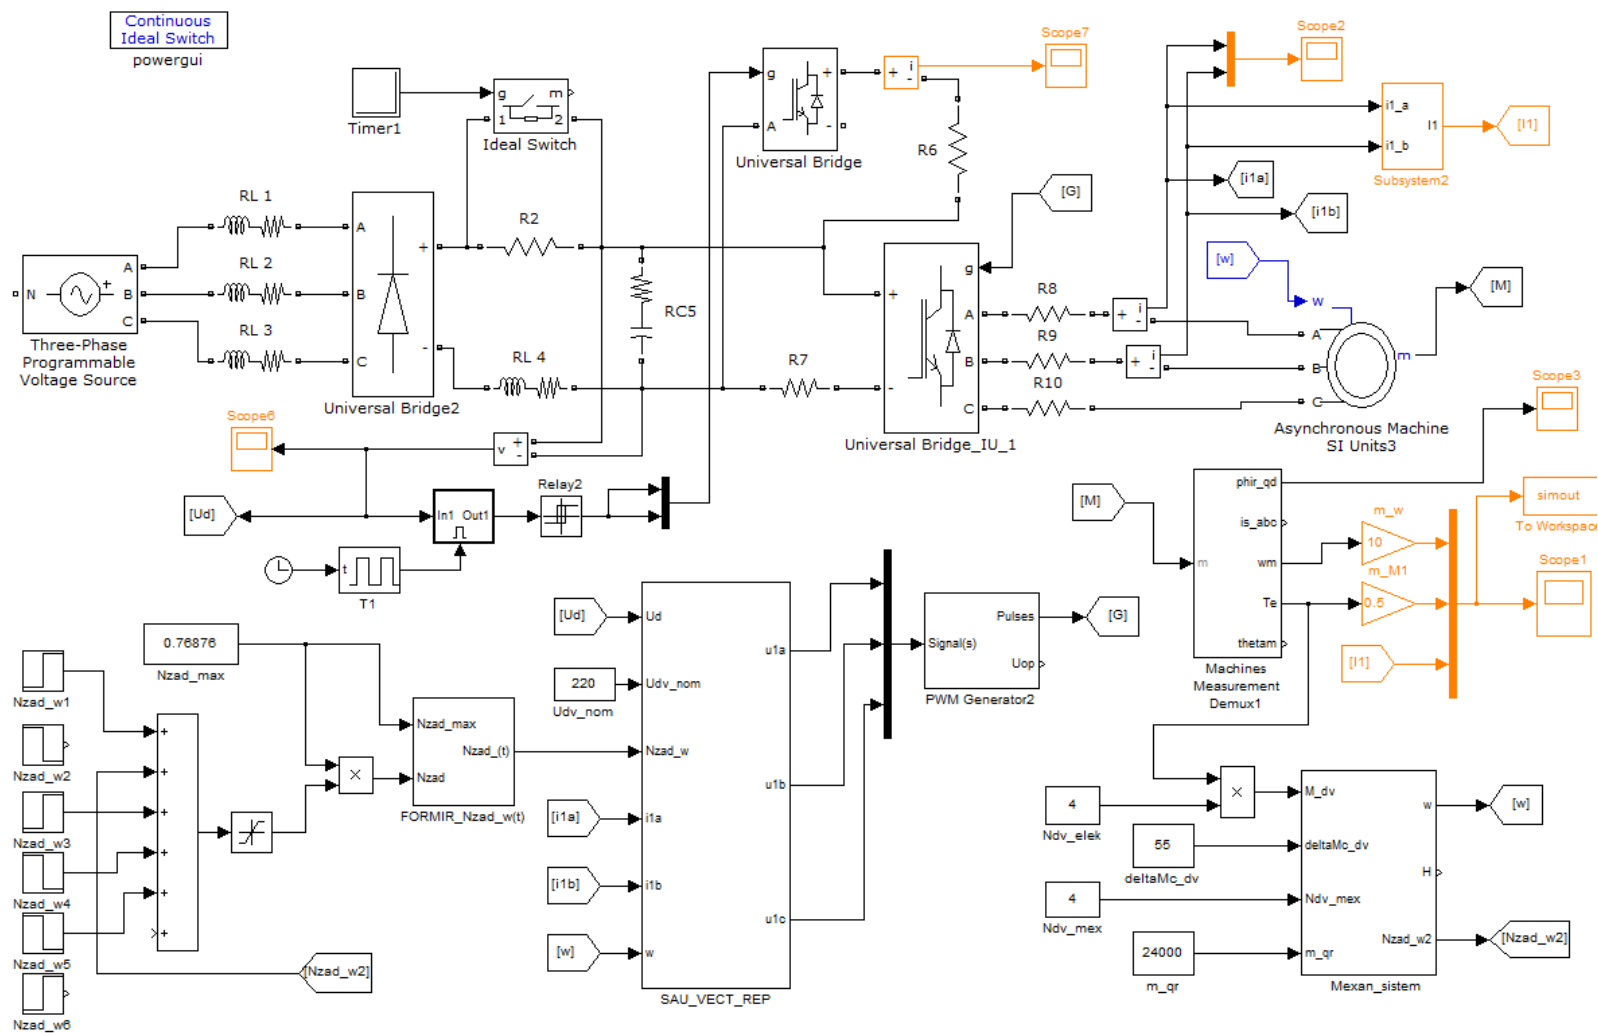 Continuous
Ideal Switch
powergui
Timer1
g
m
1
2
Ideal Switch
g
+
A
-
Universal Bridge
+
i
-
Scope7
R6
Scope2
i1_a
I1
i1_b
Subsystem2
[I1]
[i1a]
[i1b]
[G]
[w]
[M]
N
+
A
B
C
Three-Phase
Programmable
Voltage Source
RL 1
RL 2
RL 3
A
B
C
+
-
Universal Bridge2
R2
RC5
RL 4
R7
g
+
-
A
B
C
Universal Bridge_IU_1
R8
R9
R10
+
i
-
+
i
-
w
A
B
C
m
Asynchronous Machine
SI Units3
Scope3
Scope6
v
+
-
[Ud]
In1
Out1
Relay2
t
T1
[M]
m
phir_qd
is_abc
wm
Te
thetam
Machines
Measurement
Demux1
m_w
10
m_M1
0.5
[I1]
simout
To Workspace
Scope1
0.76876
Nzad_max
Nzad_w1
Nzad_w2
Nzad_w3
Nzad_w4
Nzad_w5
Nzad_w6
+
+
+
+
+
+
×
Nzad_max
Nzad_(t)
Nzad
FORMIR_Nzad_w(t)
[Nzad_w2]
[Ud]
220
Udv_nom
[i1a]
[i1b]
[w]
Ud
Udv_nom
Nzad_w
i1a
i1b
w
u1a
u1b
u1c
SAU_VECT_REP
Signal(s)
Pulses
Uop
PWM Generator2
[G]
×
4
Ndv_elek
55
deltaMc_dv
4
Ndv_mex
24000
m_qr
M_dv
deltaMc_dv
Ndv_mex
m_qr
w
H
Nzad_w2
Mexan_sistem
[w]
[Nzad_w2]